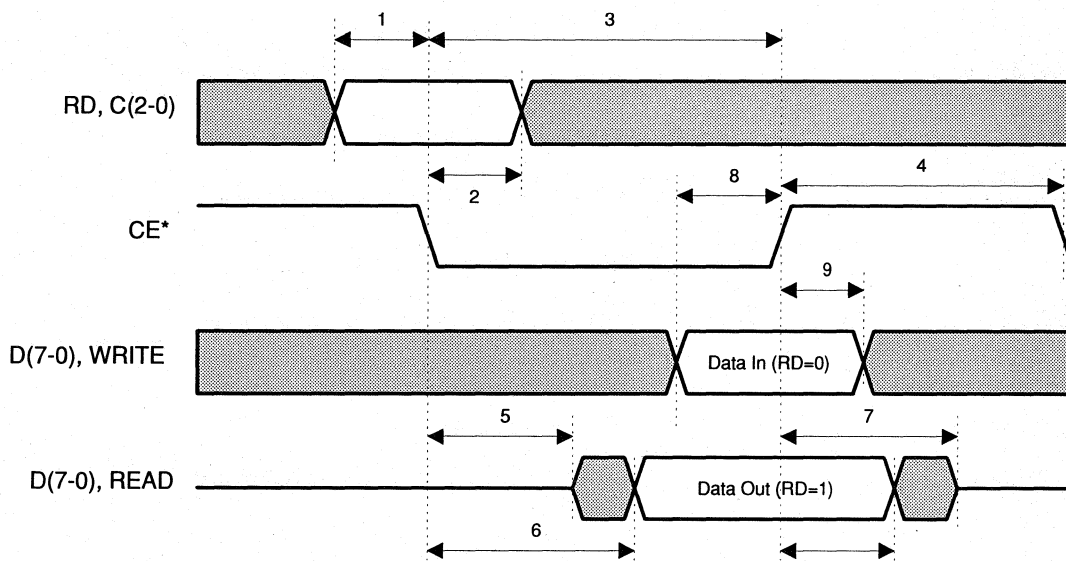 1
3
RD, C(2-0)
2
8
4
CE*
9
D(7-0), WRITE
Data In (RD=0)
5
7
D(7-0), READ
Data Out (RD=1)
6